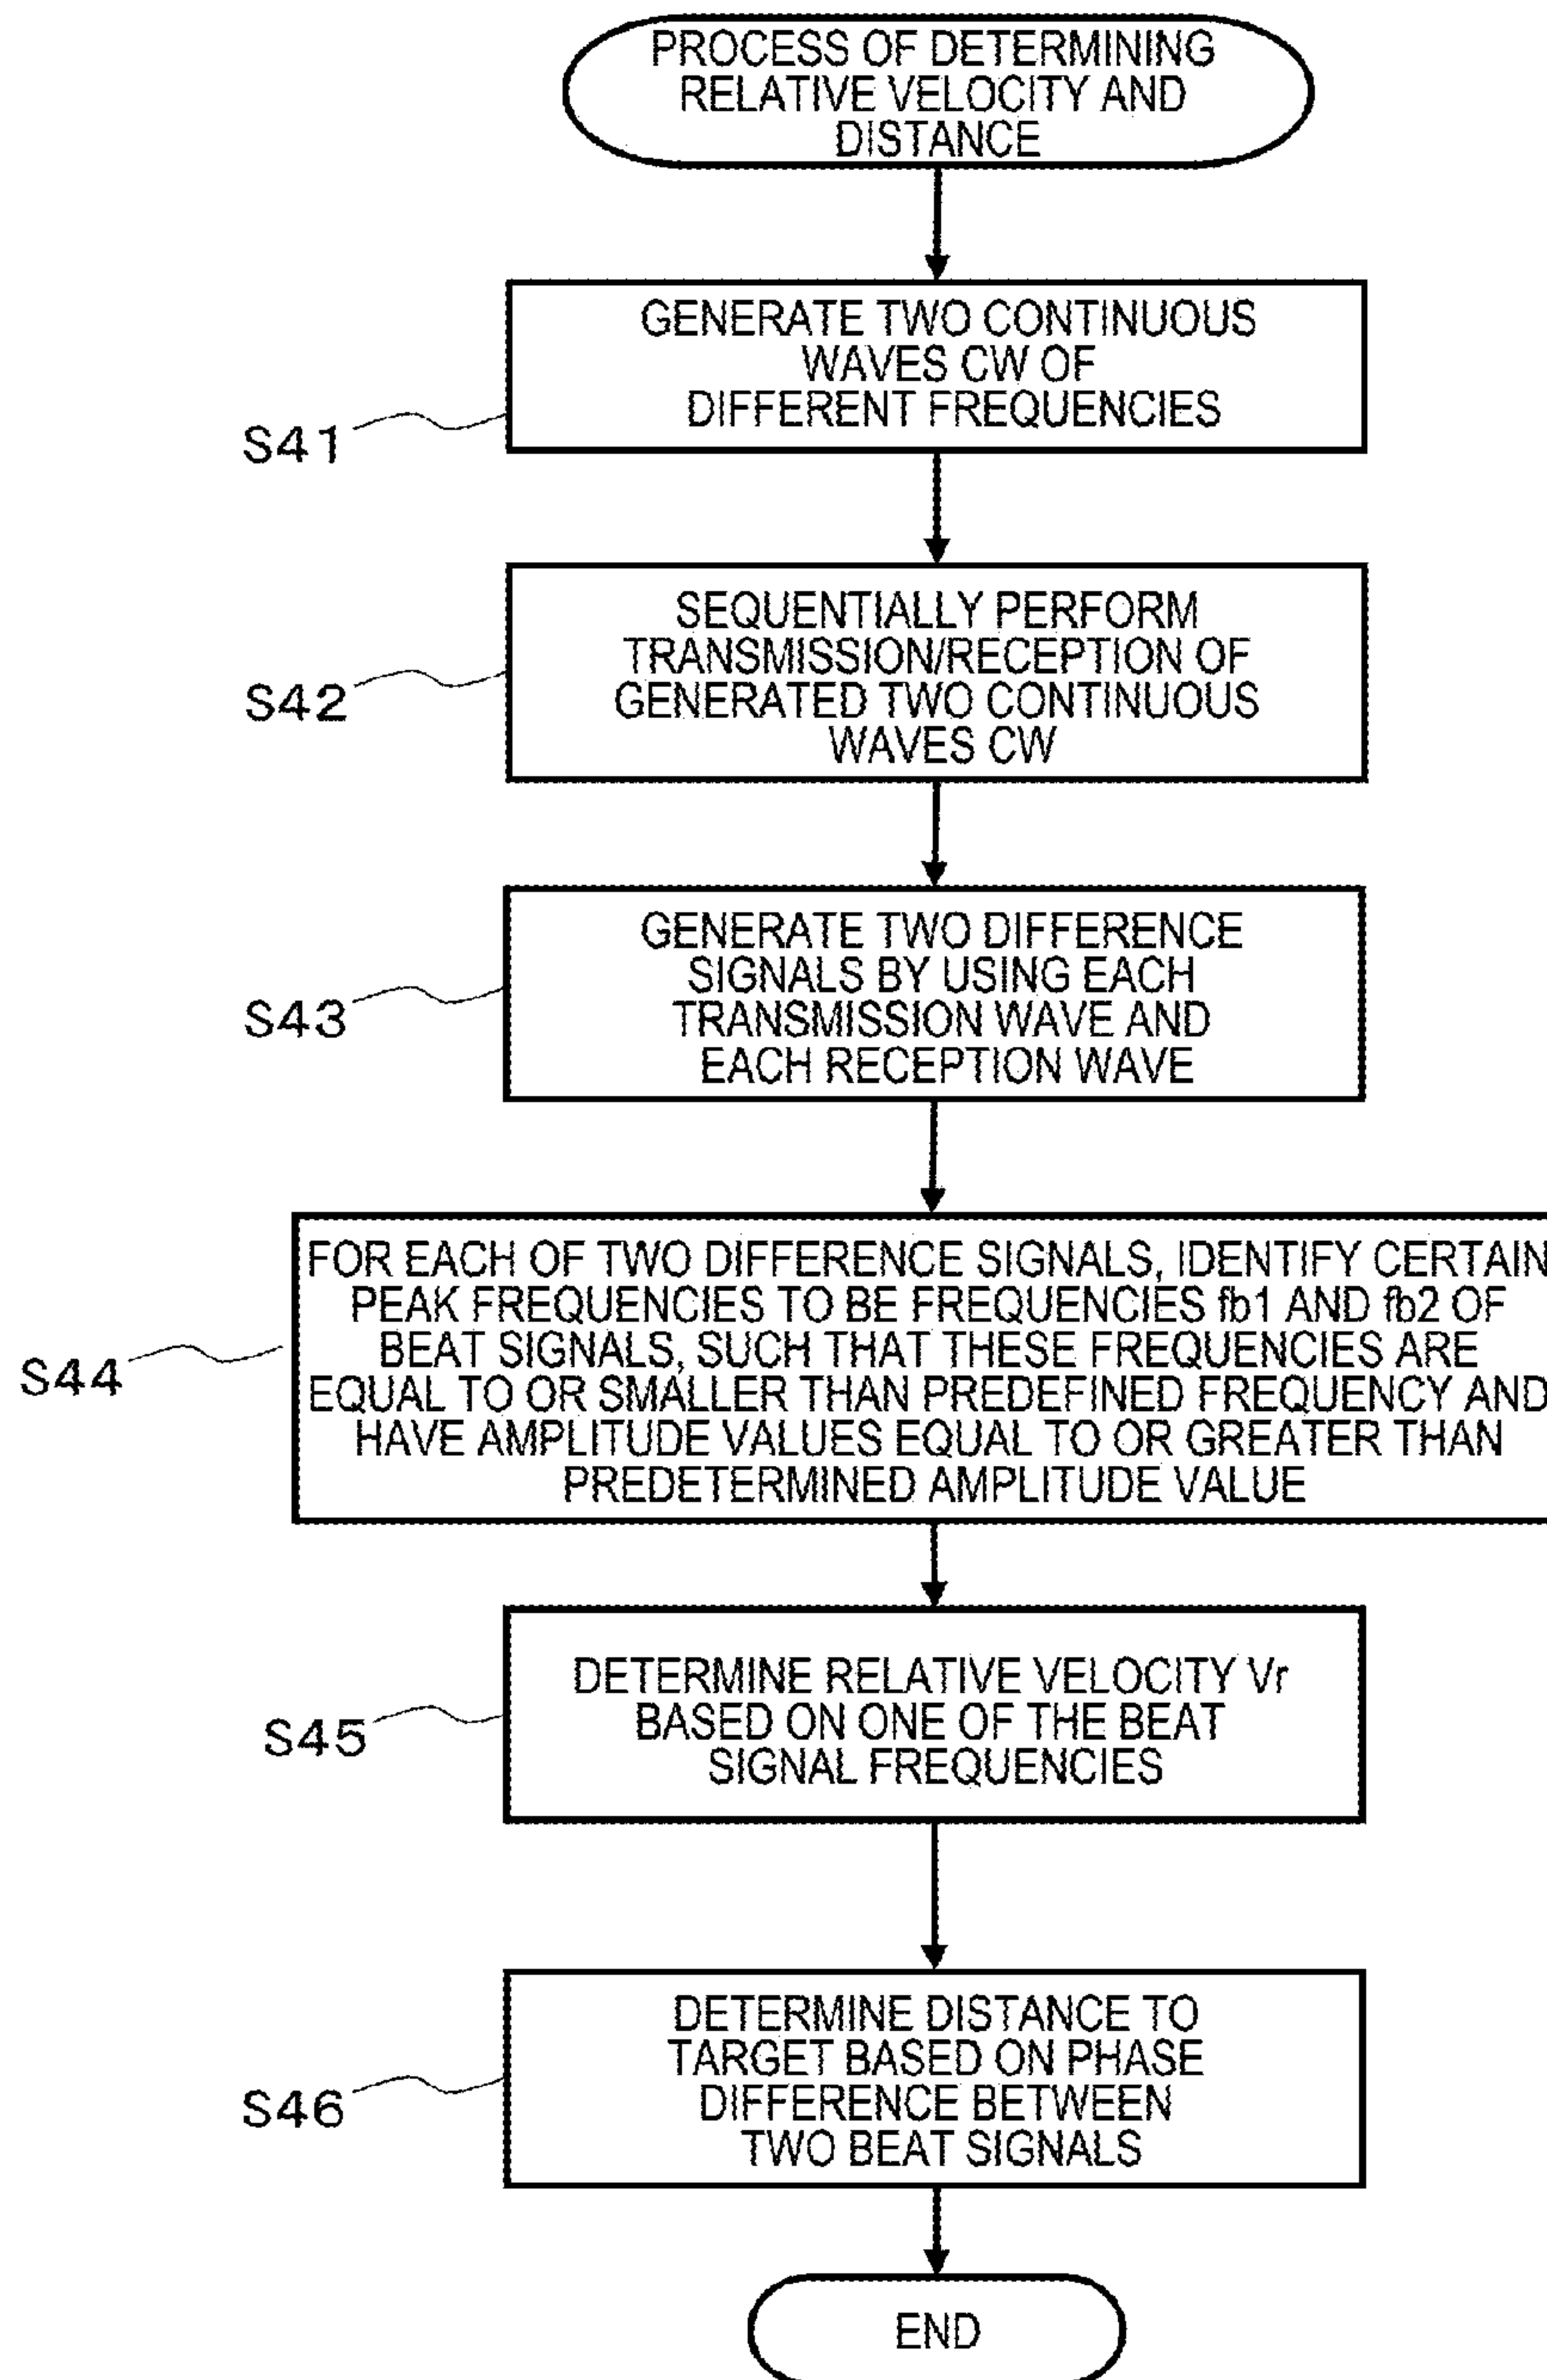 PROCESS OF DETERMINING
RELATIVE VELOCITY AND
DISTANCE
GENERATE TWO CONTINUOUS
WAVES CW OF
DIFFERENT FREQUENCIES
S41
SEQUENTIALLY PERFORM
TRANSMISSION/RECEPTION OF
GENERATED TWO CONTINUOUS
WAVES CW
S42
GENERATE TWO DIFFERENCE
SIGNALS BY USING EACH
TRANSMISSION WAVE AND
EACH RECEPTION WAVE
S43
FOR EACH OF TWO DIFFERENCE SIGNALS, IDENTIFY CERTAIN
PEAK FREQUENCIES TO BE FREQUENCIES fb1 AND fb2 OF
BEAT SIGNALS, SUCH THAT THESE FREQUENCIES ARE
EQUAL TO OR SMALLER THAN PREDEFINED FREQUENCY AND
HAVE AMPLITUDE VALUES EQUAL TO OR GREATER THAN
PREDETERMINED AMPLITUDE VALUE
S44
DETERMINE RELATIVE VELOCITY Vr
BASED ON ONE OF THE BEAT
SIGNAL FREQUENCIES
S45
DETERMINE DISTANCE TO
TARGET BASED ON PHASE
DIFFERENCE BETWEEN
TWO BEAT SIGNALS
S46
END